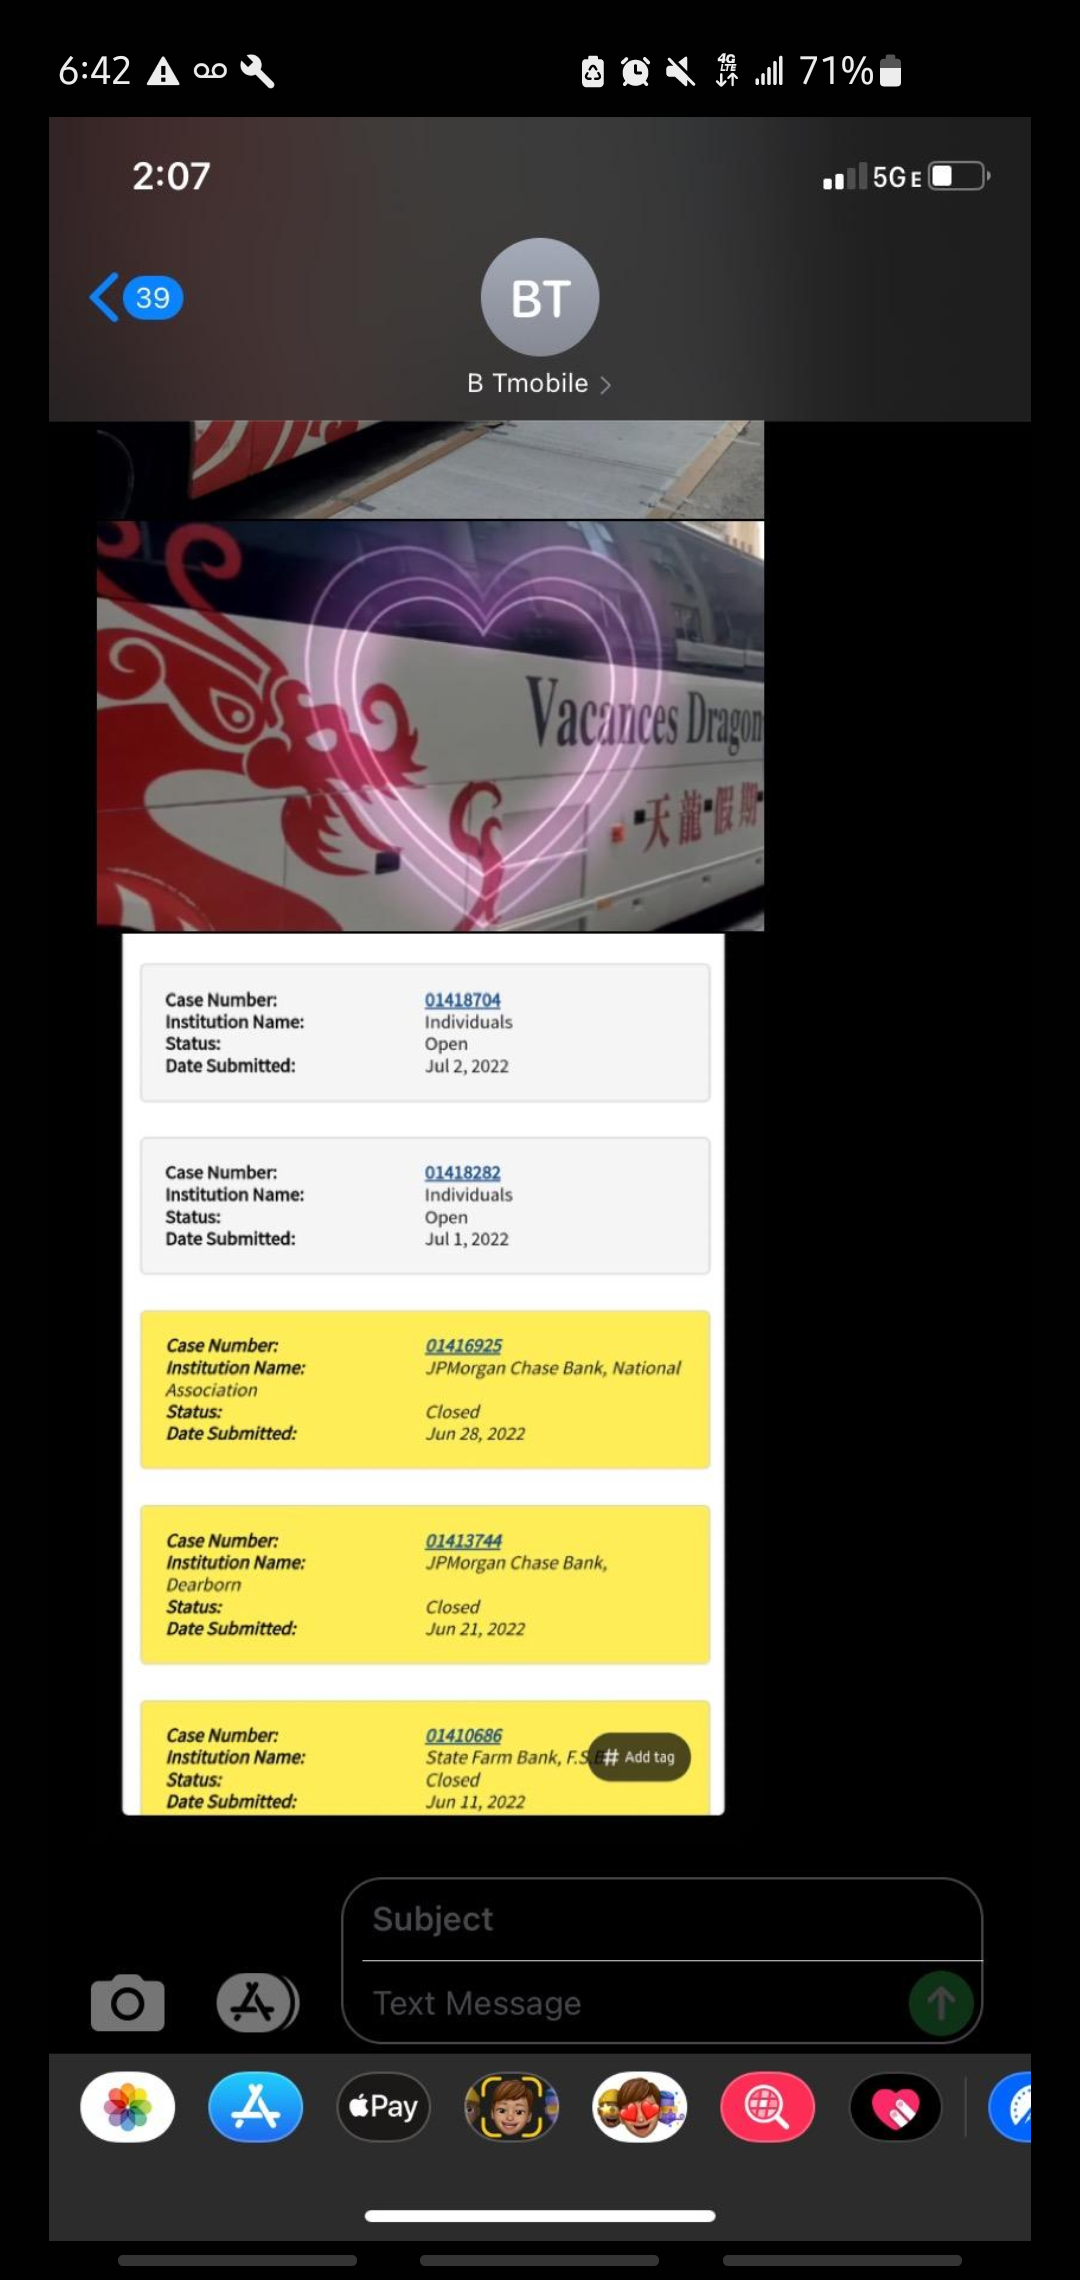 6:42
4G
LTE
71%
2:07
5GE
39
BT
B Tmobile
Vacances Dragon
天龍假期
Case Number: 01418704
Institution Name: Individuals
Status: Open
Date Submitted: Jul 2, 2022
Case Number: 01418282
Institution Name: Individuals
Status: Open
Date Submitted: Jul 1, 2022
Case Number: 01416925
Institution Name: JPMorgan Chase Bank, National
Association
Status: Closed
Date Submitted: Jun 28, 2022
Case Number: 01413744
Institution Name: JPMorgan Chase Bank,
Dearborn
Status: Closed
Date Submitted: Jun 21, 2022
Case Number: 01410686
Institution Name: State Farm Bank, F.S.
# Add tag
Status: Closed
Date Submitted: Jun 11, 2022
Subject
Text Message
Pay